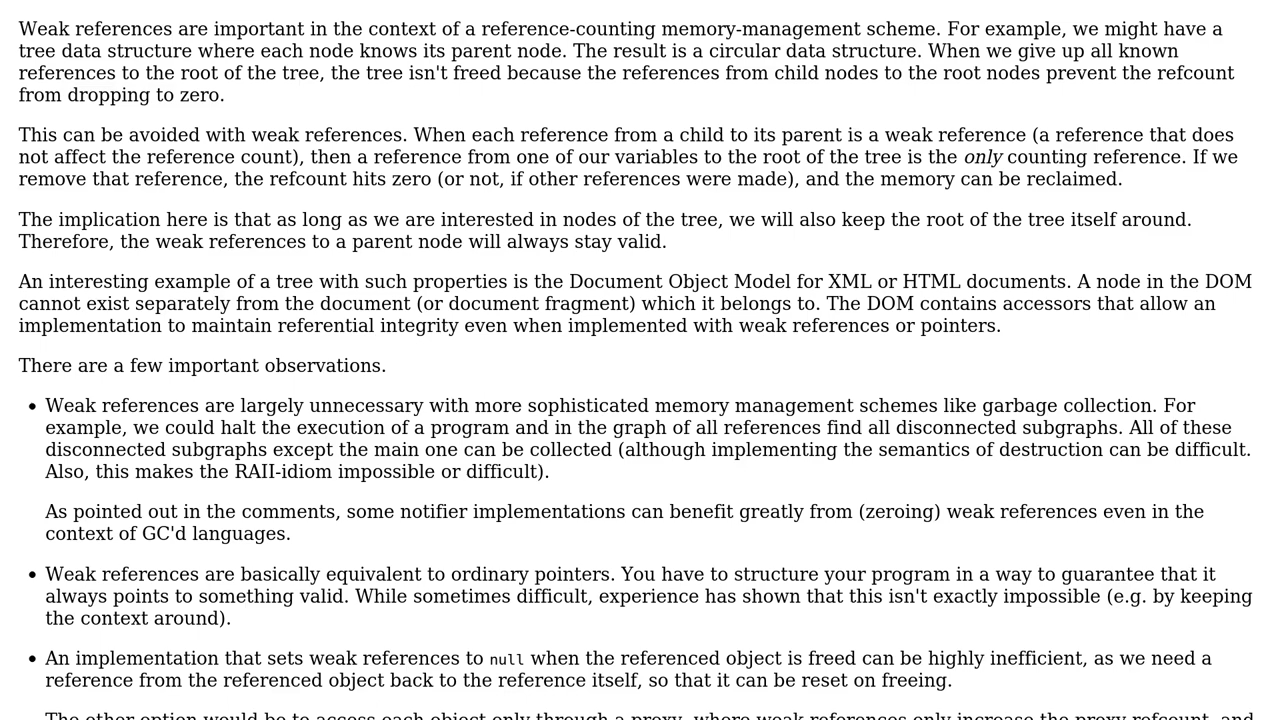 Weak references are important in the context of a reference-counting memory-management scheme. For example, we might have a
tree data structure where each node knows its parent node. The result is a circular data structure. When we give up all known
references to the root of the tree, the tree isn't freed because the references from child nodes to the root nodes prevent the refcount
from dropping to zero.
This can be avoided with weak references. When each reference from a child to its parent is a weak reference (a reference that does
not affect the reference count), then a reference from one of our variables to the root of the tree is the only counting reference. If we
remove that reference, the refcount hits zero (or not, if other references were made), and the memory can be reclaimed.
The implication here is that as long as we are interested in nodes of the tree, we will also keep the root of the tree itself around.
Therefore, the weak references to a parent node will always stay valid.
An interesting example of a tree with such properties is the Document Object Model for XML or HTML documents. A node in the DOM
cannot exist separately from the document (or document fragment) which it belongs to. The DOM contains accessors that allow an
implementation to maintain referential integrity even when implemented with weak references or pointers.
There are a few important observations.
• Weak references are largely unnecessary with more sophisticated memory management schemes like garbage collection. For
example, we could halt the execution of a program and in the graph of all references find all disconnected subgraphs. All of these
disconnected subgraphs except the main one can be collected (although implementing the semantics of destruction can be difficult.
Also, this makes the RAII-idiom impossible or difficult).
As pointed out in the comments, some notifier implementations can benefit greatly from (zeroing) weak references even in the
context of GC'd languages.
• Weak references are basically equivalent to ordinary pointers. You have to structure your program in a way to guarantee that it
always points to something valid. While sometimes difficult, experience has shown that this isn't exactly impossible (e.g. by keeping
the context around).
• An implementation that sets weak references to null when the referenced object is freed can be highly inefficient, as we need a
reference from the referenced object back to the reference itself, so that it can be reset on freeing.
The other option would be to access each object only through a proxy, where weak references only increase the proxy refcount, and